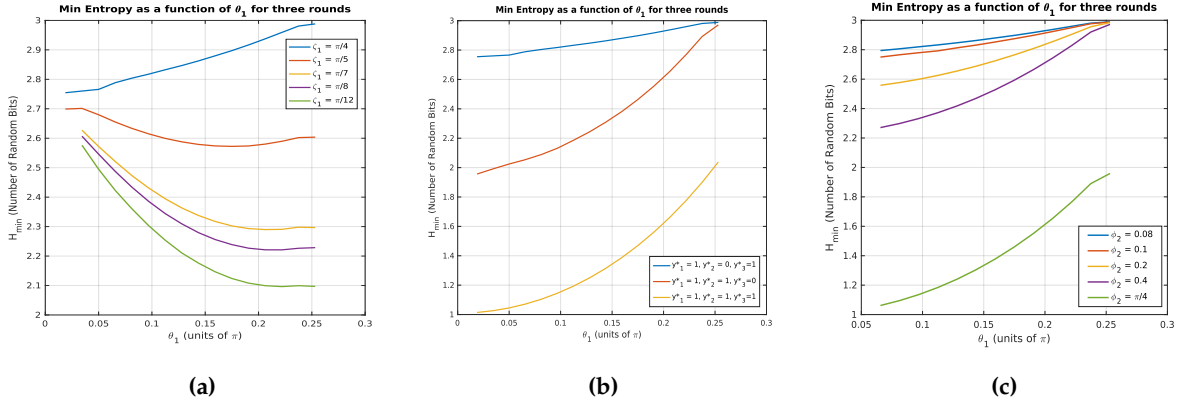 Min Entropy as a function of θ₁ for three rounds
H_min (Number of Random Bits)
3
2.9
2.8
2.7
2.6
2.5
2.4
2.3
2.2
2.1
2
ζ₁ = π/4
ζ₁ = π/5
ζ₁ = π/7
ζ₁ = π/8
ζ₁ = π/12
0 0.05 0.1 0.15 0.2 0.25 0.3
θ₁ (units of π)
(a)
Min Entropy as a function of θ₁ for three rounds
H_min (Number of Random Bits)
3
2.8
2.6
2.4
2.2
2
1.8
1.6
1.4
1.2
1
y*₁ = 1, y*₂ = 0, y*₃=1
y*₁ = 1, y*₂ = 1, y*₃=0
y*₁ = 1, y*₂ = 1, y*₃=1
0 0.05 0.1 0.15 0.2 0.25 0.3
θ₁ (units of π)
(b)
Min Entropy as a function of θ₁ for three rounds
H_min (Number of Random Bits)
3
2.8
2.6
2.4
2.2
2
1.8
1.6
1.4
1.2
1
ϕ₂ = 0.08
ϕ₂ = 0.1
ϕ₂ = 0.2
ϕ₂ = 0.4
ϕ₂ = π/4
0.05 0.1 0.15 0.2 0.25 0.3
θ₁ (units of π)
(c)